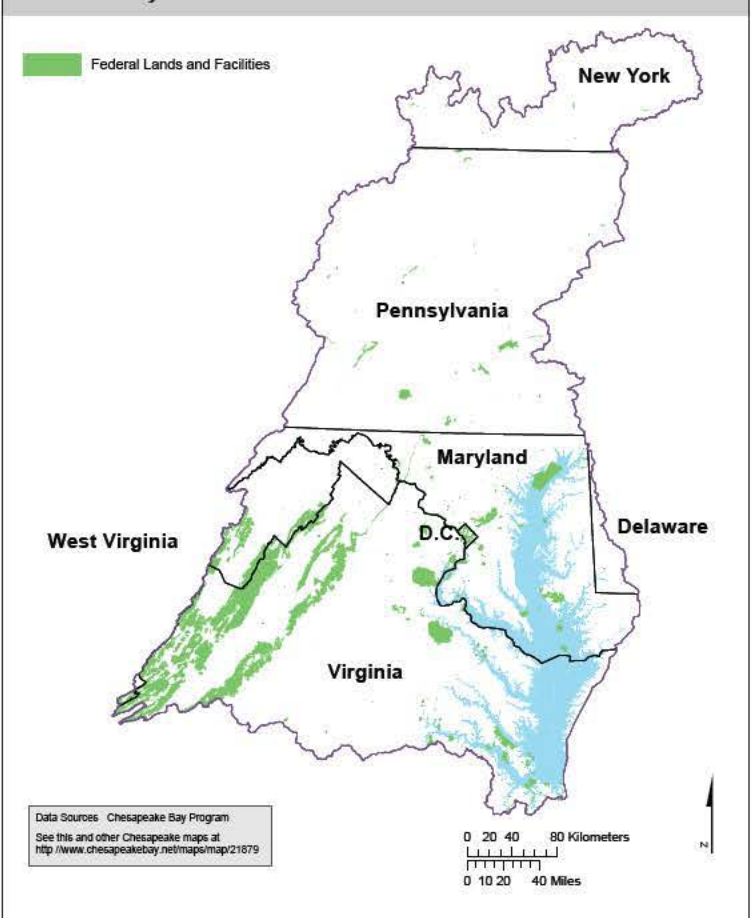 Federal Lands and Facilities
New York
Pennsylvania
Maryland
West Virginia
D.C.
Delaware
Virginia
Data Sources Chesapeake Bay Program
See this and other Chesapeake maps at
http://www.chesapeakebay.net/maps/map/21879
0 20 40 80 Kilometers
0 10 20 40 Miles
N